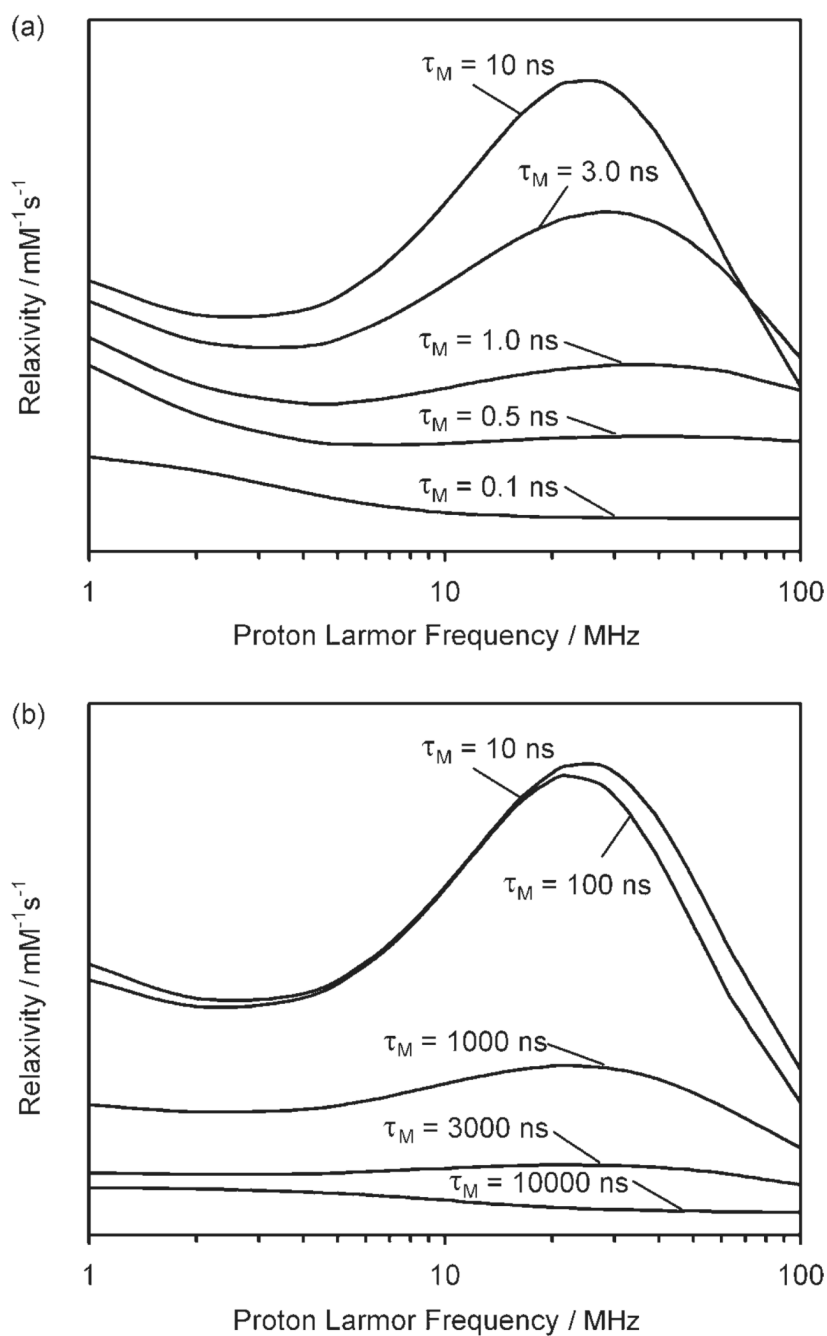 (a)
τM = 10 ns
τM = 3.0 ns
τM = 1.0 ns
τM = 0.5 ns
τM = 0.1 ns
Relaxivity / mM⁻¹s⁻¹
1 10 100
Proton Larmor Frequency / MHz
(b)
τM = 10 ns
τM = 100 ns
τM = 1000 ns
τM = 3000 ns
τM = 10000 ns
Relaxivity / mM⁻¹s⁻¹
1 10 100
Proton Larmor Frequency / MHz